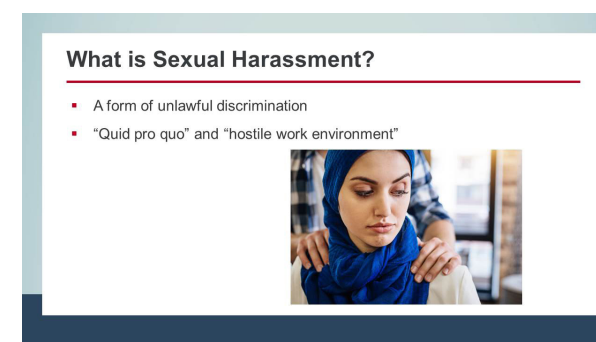 What is Sexual Harassment?
▪ A form of unlawful discrimination
▪ “Quid pro quo” and “hostile work environment”